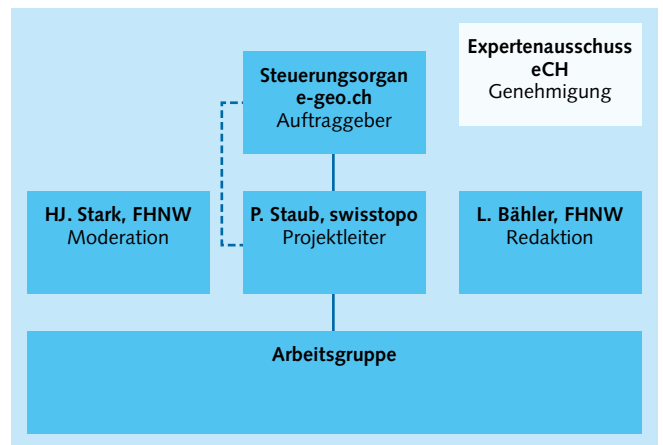 Expertenausschuss
eCH
Genehmigung
Steuerungsorgan
e-geo.ch
Auftraggeber
HJ. Stark, FHNW
Moderation
P. Staub, swisstopo
Projektleiter
L. Bähler, FHNW
Redaktion
Arbeitsgruppe